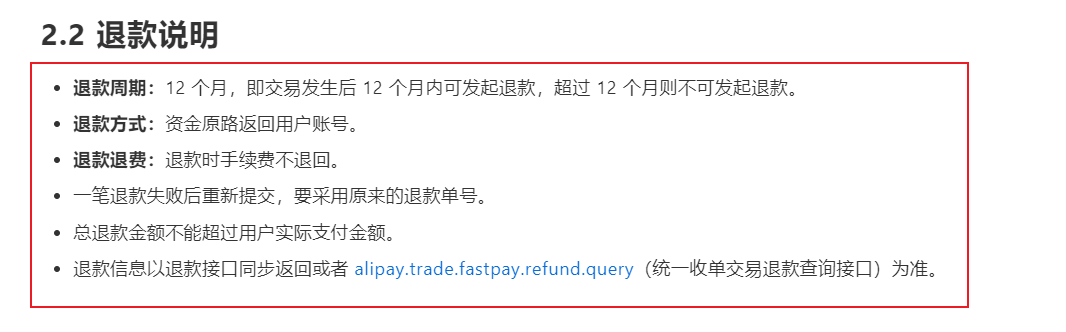 2.2 退款说明
• 退款周期：12 个月，即交易发生后 12 个月内可发起退款，超过 12 个月则不可发起退款。
• 退款方式：资金原路返回用户账号。
• 退款退费：退款时手续费不退回。
• 一笔退款失败后重新提交，要采用原来的退款单号。
• 总退款金额不能超过用户实际支付金额。
• 退款信息以退款接口同步返回或者 alipay.trade.fastpay.refund.query（统一收单交易退款查询接口）为准。